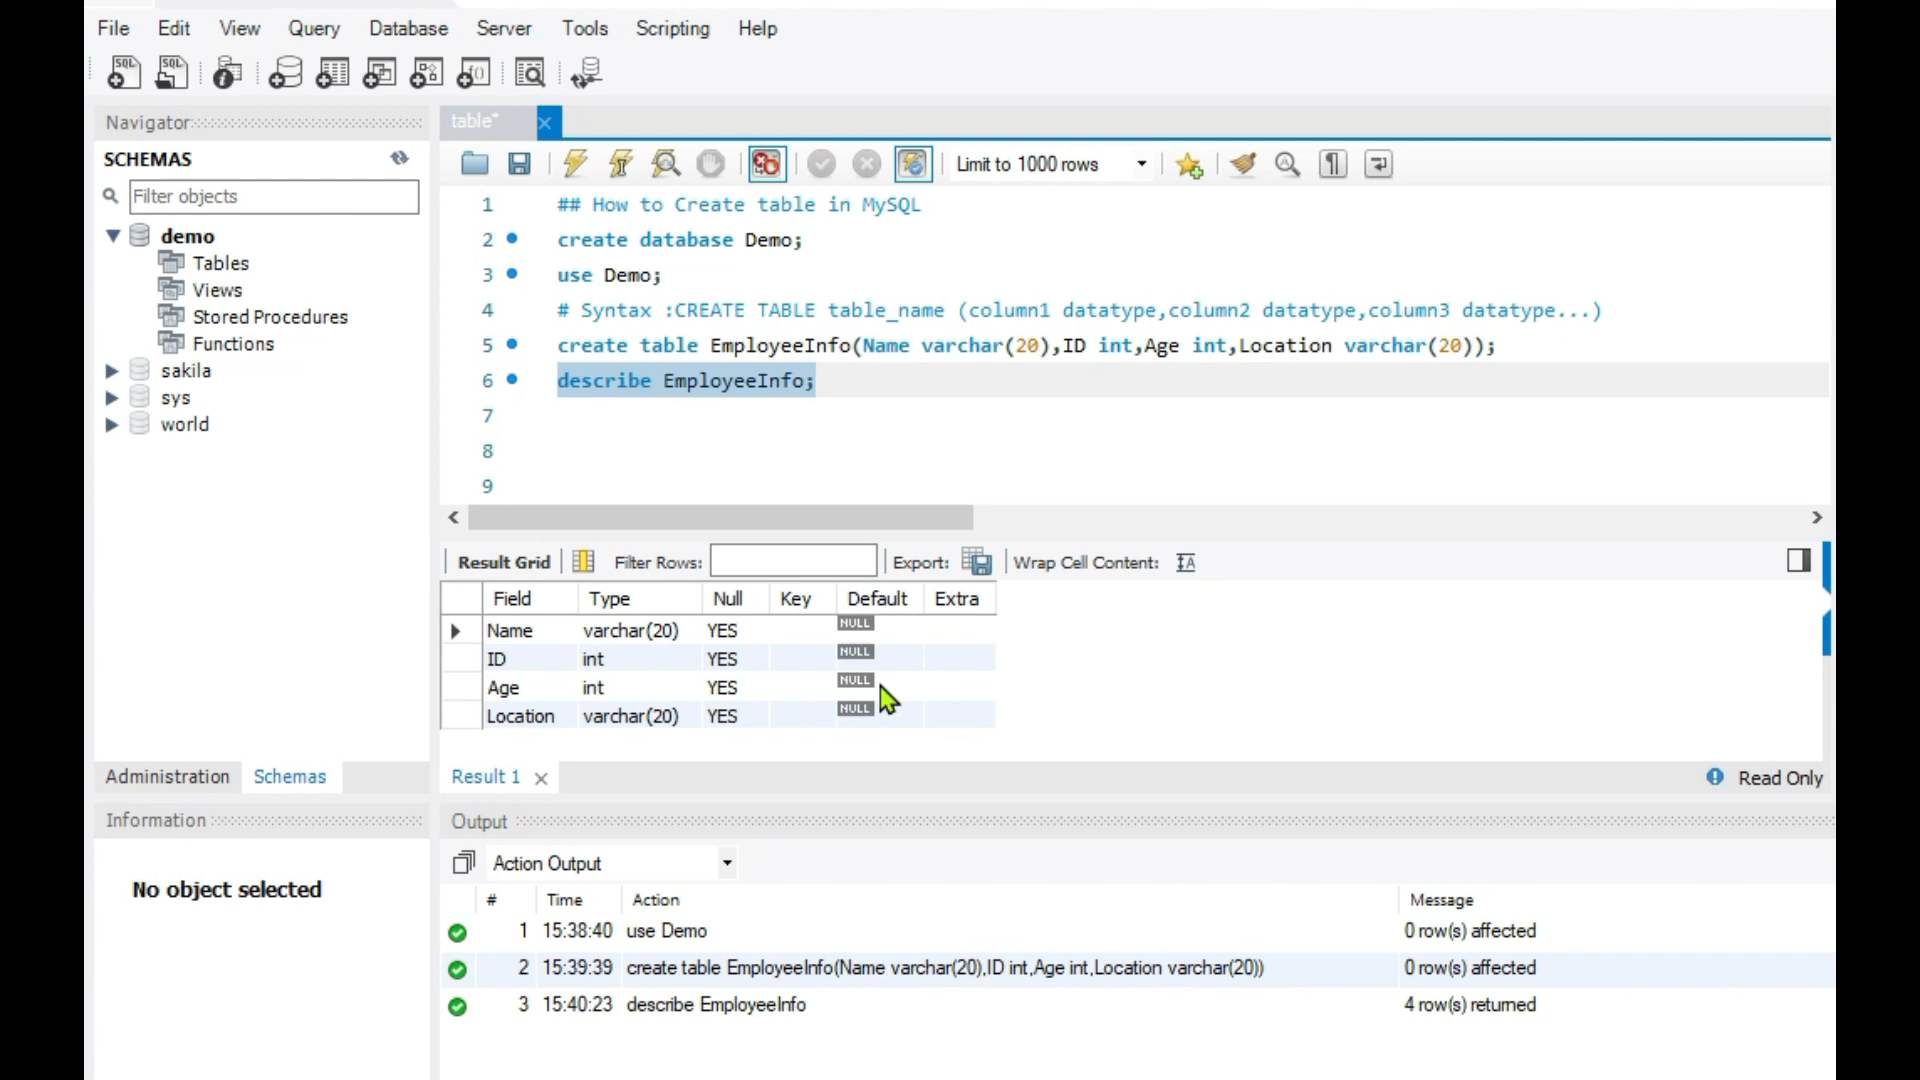 File Edit View Query Database Server Tools Scripting Help
SQL SQL
Navigator
SCHEMAS
Filter objects
demo
Tables
Views
Stored Procedures
Functions
sakila
sys
world
Administration Schemas
Information
No object selected
table*
Limit to 1000 rows
1 ## How to Create table in MySQL
2 create database Demo;
3 use Demo;
4 # Syntax :CREATE TABLE table_name (column1 datatype,column2 datatype,column3 datatype...)
5 create table EmployeeInfo(Name varchar(20),ID int,Age int,Location varchar(20));
6 describe EmployeeInfo;
7
8
9
Result Grid Filter Rows: Export: Wrap Cell Content:
Field Type Null Key Default Extra
Name varchar(20) YES NULL
ID int YES NULL
Age int YES NULL
Location varchar(20) YES NULL
Result 1 Read Only
Output
Action Output
# Time Action Message
1 15:38:40 use Demo 0 row(s) affected
2 15:39:39 create table EmployeeInfo(Name varchar(20),ID int,Age int,Location varchar(20)) 0 row(s) affected
3 15:40:23 describe EmployeeInfo 4 row(s) returned